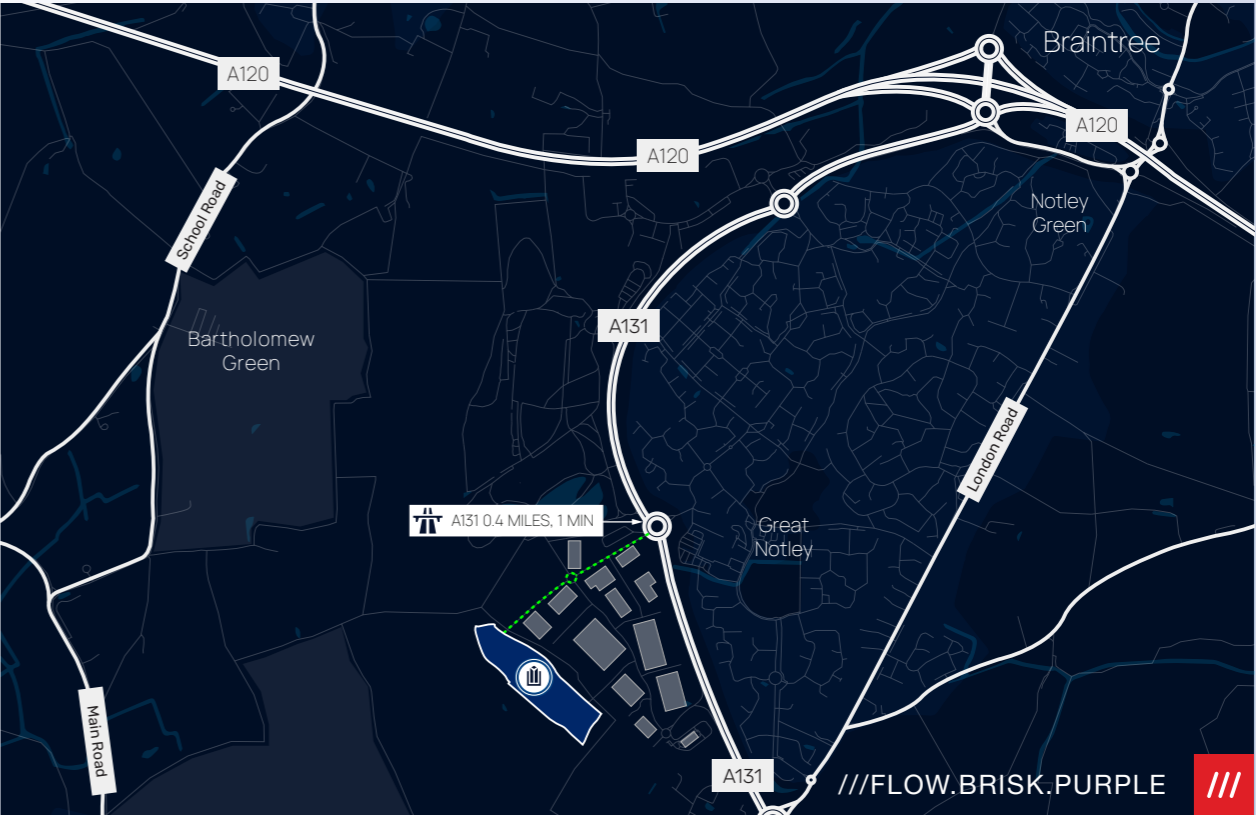 Braintree
A120
A120
A120
School Road
Notley
Green
A131
Bartholomew
Green
London Road
A131 0.4 MILES, 1 MIN
Great
Notley
Main Road
A131
///FLOW.BRISK.PURPLE
///